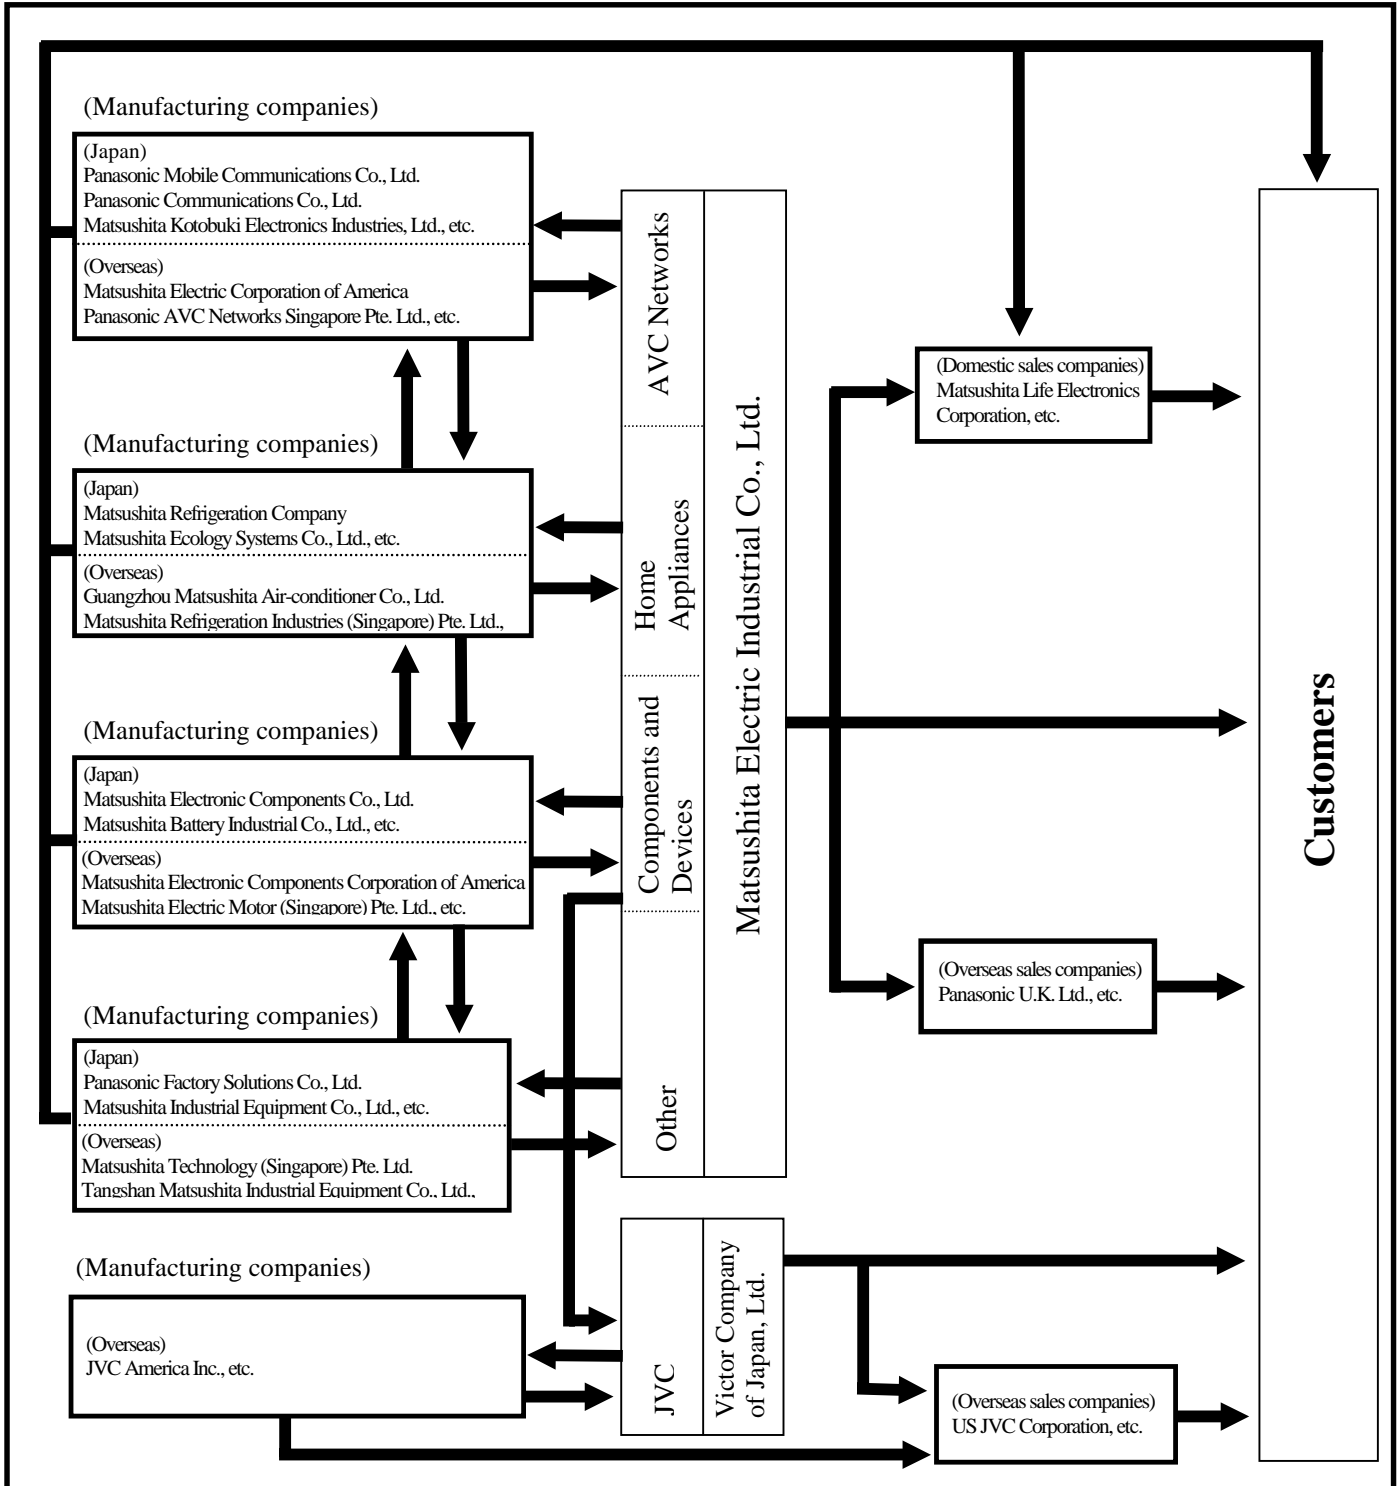 (Manufacturing companies)
(Japan)
Panasonic Mobile Communications Co., Ltd.
Panasonic Communications Co., Ltd.
Matsushita Kotobuki Electronics Industries, Ltd., etc.
(Overseas)
Matsushita Electric Corporation of America
Panasonic AVC Networks Singapore Pte. Ltd., etc.
(Manufacturing companies)
(Japan)
Matsushita Refrigeration Company
Matsushita Ecology Systems Co., Ltd., etc.
(Overseas)
Guangzhou Matsushita Air-conditioner Co., Ltd.
Matsushita Refrigeration Industries (Singapore) Pte. Ltd.,
(Manufacturing companies)
(Japan)
Matsushita Electronic Components Co., Ltd.
Matsushita Battery Industrial Co., Ltd., etc.
(Overseas)
Matsushita Electronic Components Corporation of America
Matsushita Electric Motor (Singapore) Pte. Ltd., etc.
(Manufacturing companies)
(Japan)
Panasonic Factory Solutions Co., Ltd.
Matsushita Industrial Equipment Co., Ltd., etc.
(Overseas)
Matsushita Technology (Singapore) Pte. Ltd.
Tangshan Matsushita Industrial Equipment Co., Ltd.,
(Manufacturing companies)
(Overseas)
JVC America Inc., etc.
AVC Networks
Home
Appliances
Components and
Devices
Other
Matsushita Electric Industrial Co., Ltd.
JVC
Victor Company
of Japan, Ltd.
(Domestic sales companies)
Matsushita Life Electronics
Corporation, etc.
(Overseas sales companies)
Panasonic U.K. Ltd., etc.
(Overseas sales companies)
US JVC Corporation, etc.
Customers